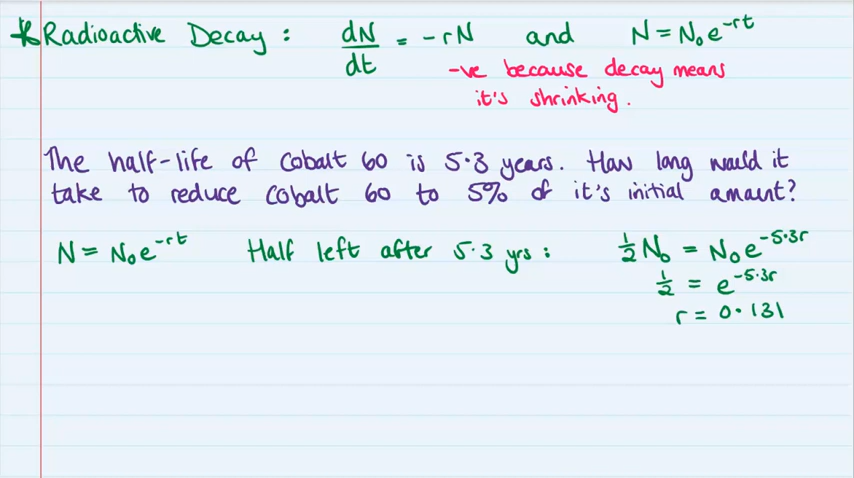 * Radioactive Decay : dN/dt = -rN and N = N₀e^-rt
-ve because decay means
it's shrinking.
The half-life of Cobalt 60 is 5.3 years. How long would it
take to reduce Cobalt 60 to 5% of it's initial amount?
N = N₀e^-rt Half left after 5.3 yrs : ½N₀ = N₀e^-5.3r
½ = e^-5.3r
r = 0.131